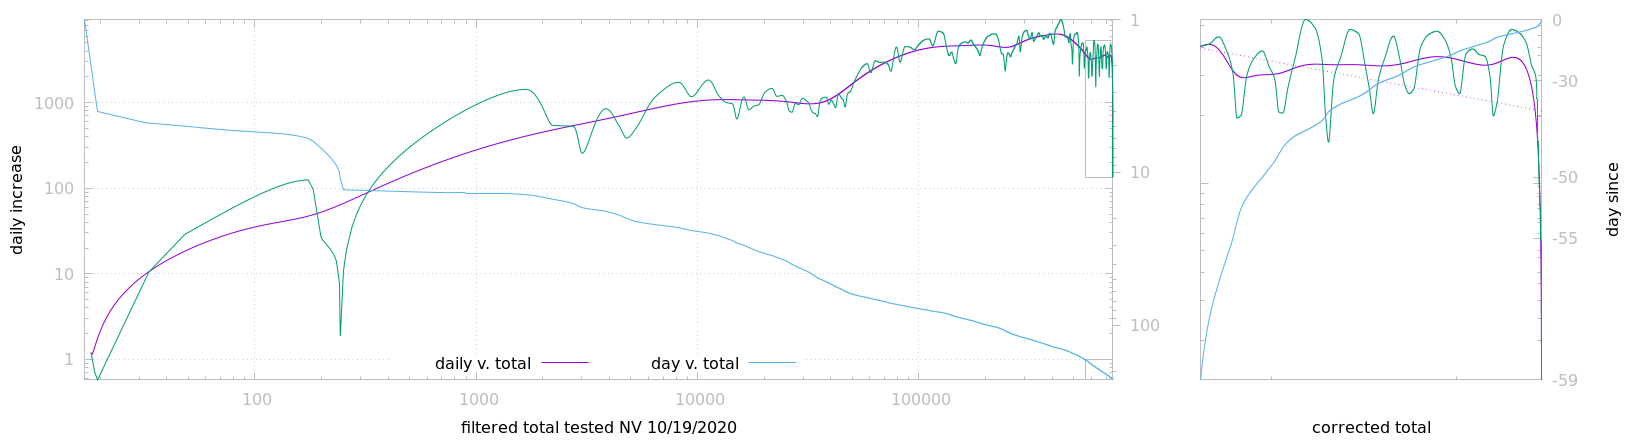 daily increase
1000
100
10
1
100
1000
10000
100000
1
10
100
daily v. total
day v. total
filtered total tested NV 10/19/2020
0
-30
-50
-55
-59
day since
corrected total